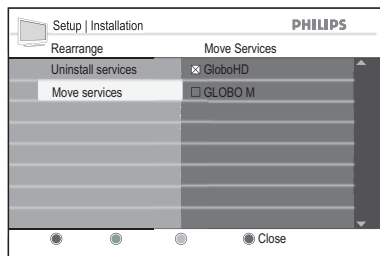 Setup | Installation PHILIPS
Rearrange Move Services
Uninstall services GloboHD
Move services GLOBO M
Close